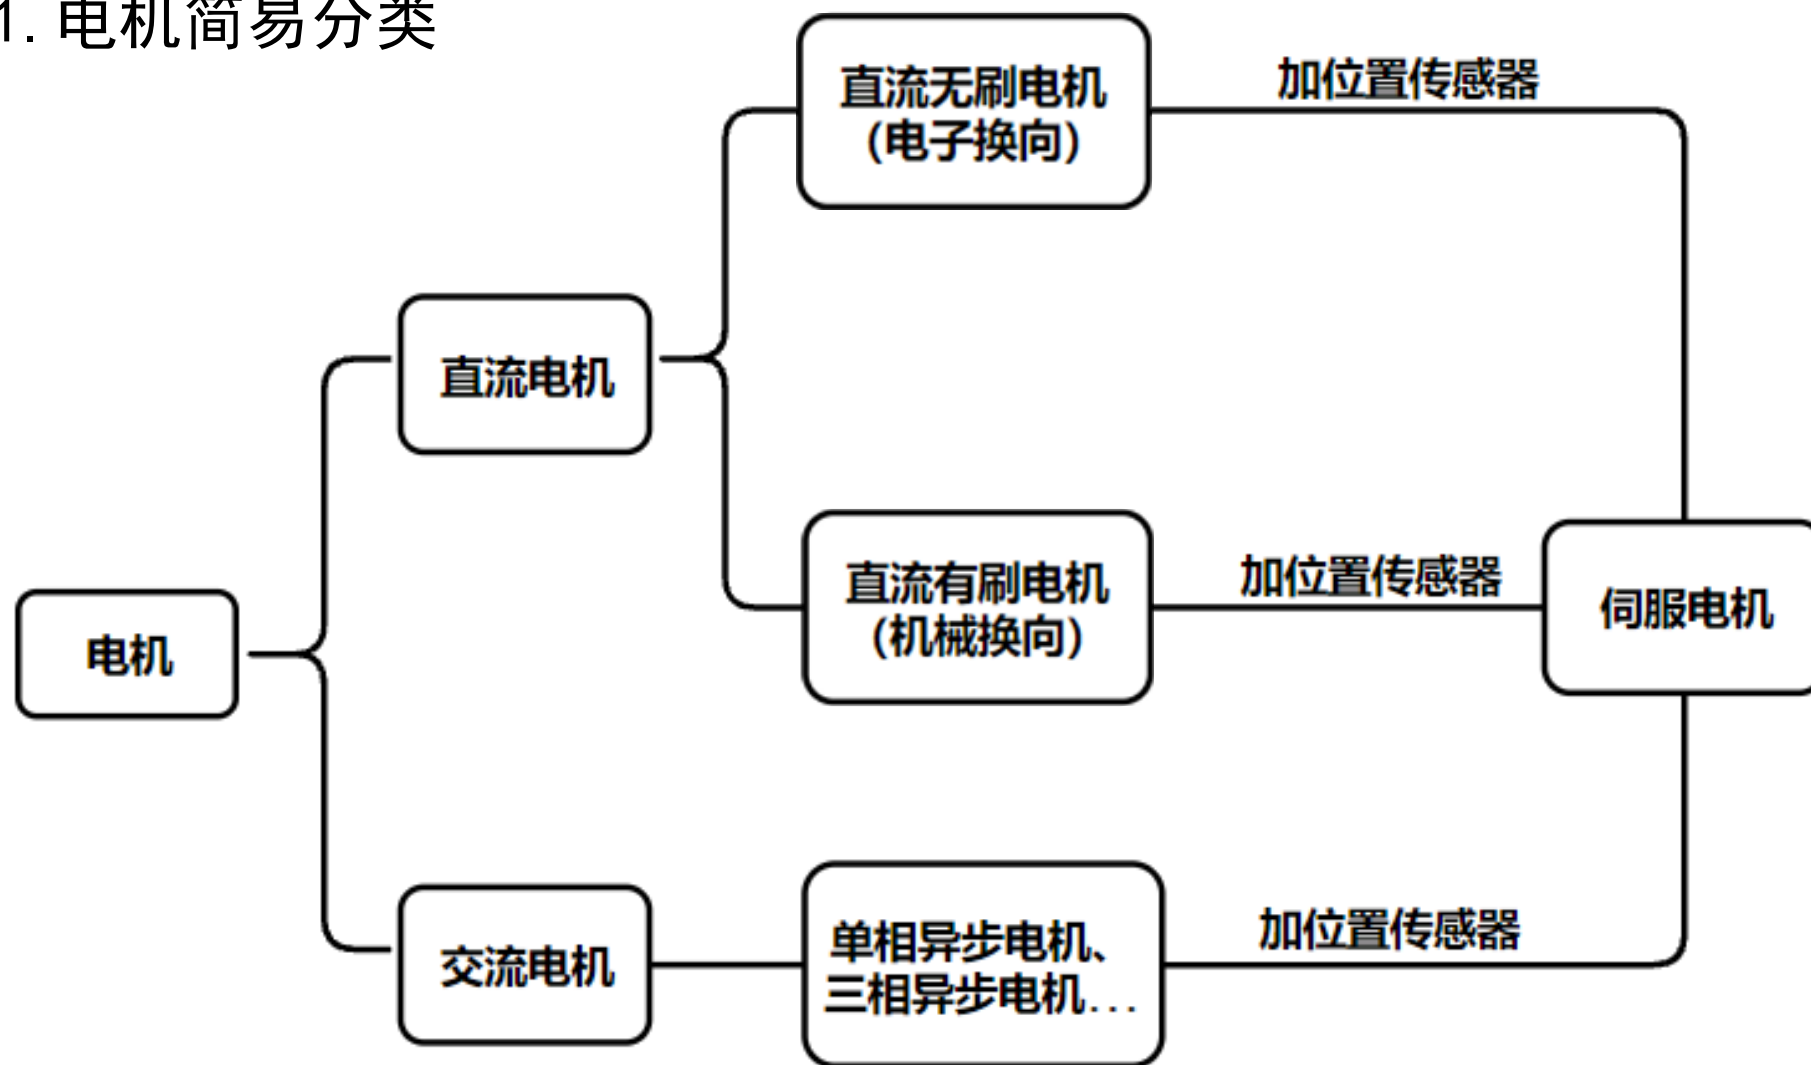 1.电机简易分类
直流无刷电机
（电子换向）
加位置传感器
直流电机
直流有刷电机
（机械换向）
加位置传感器
伺服电机
电机
交流电机
单相异步电机、
三相异步电机…
加位置传感器